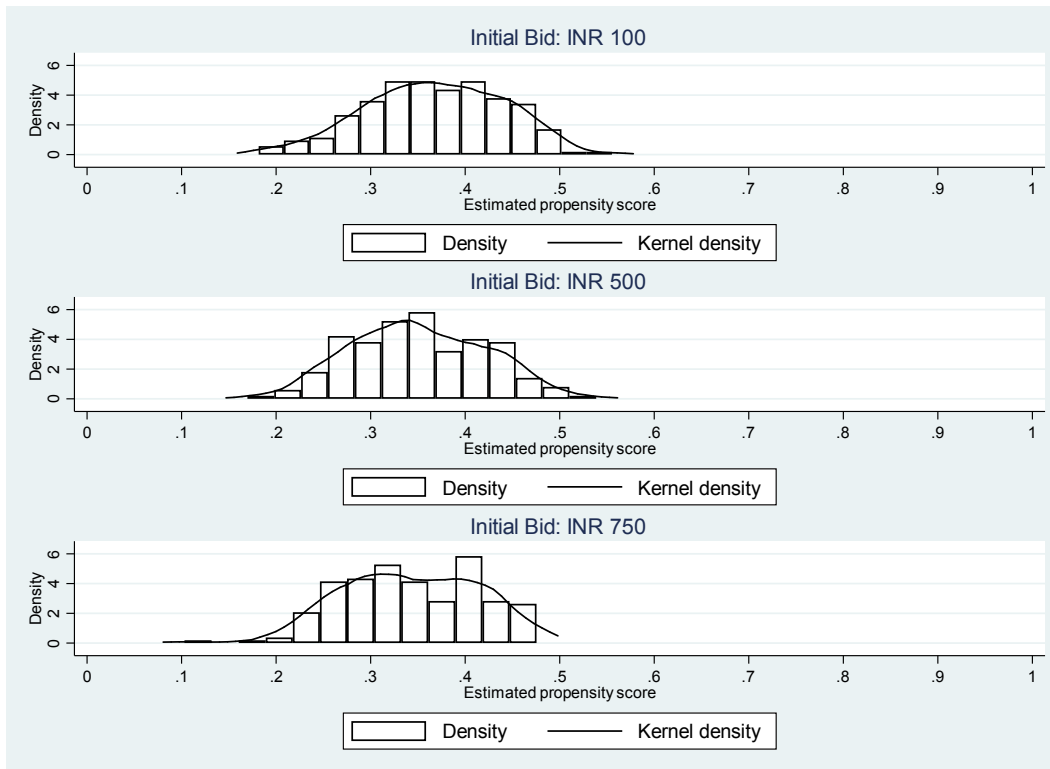 Initial Bid: INR 100
Density
6
4
2
0
0 .1 .2 .3 .4 .5 .6 .7 .8 .9 1
Estimated propensity score
Density Kernel density
Initial Bid: INR 500
Density
6
4
2
0
0 .1 .2 .3 .4 .5 .6 .7 .8 .9 1
Estimated propensity score
Density Kernel density
Initial Bid: INR 750
Density
6
4
2
0
0 .1 .2 .3 .4 .5 .6 .7 .8 .9 1
Estimated propensity score
Density Kernel density